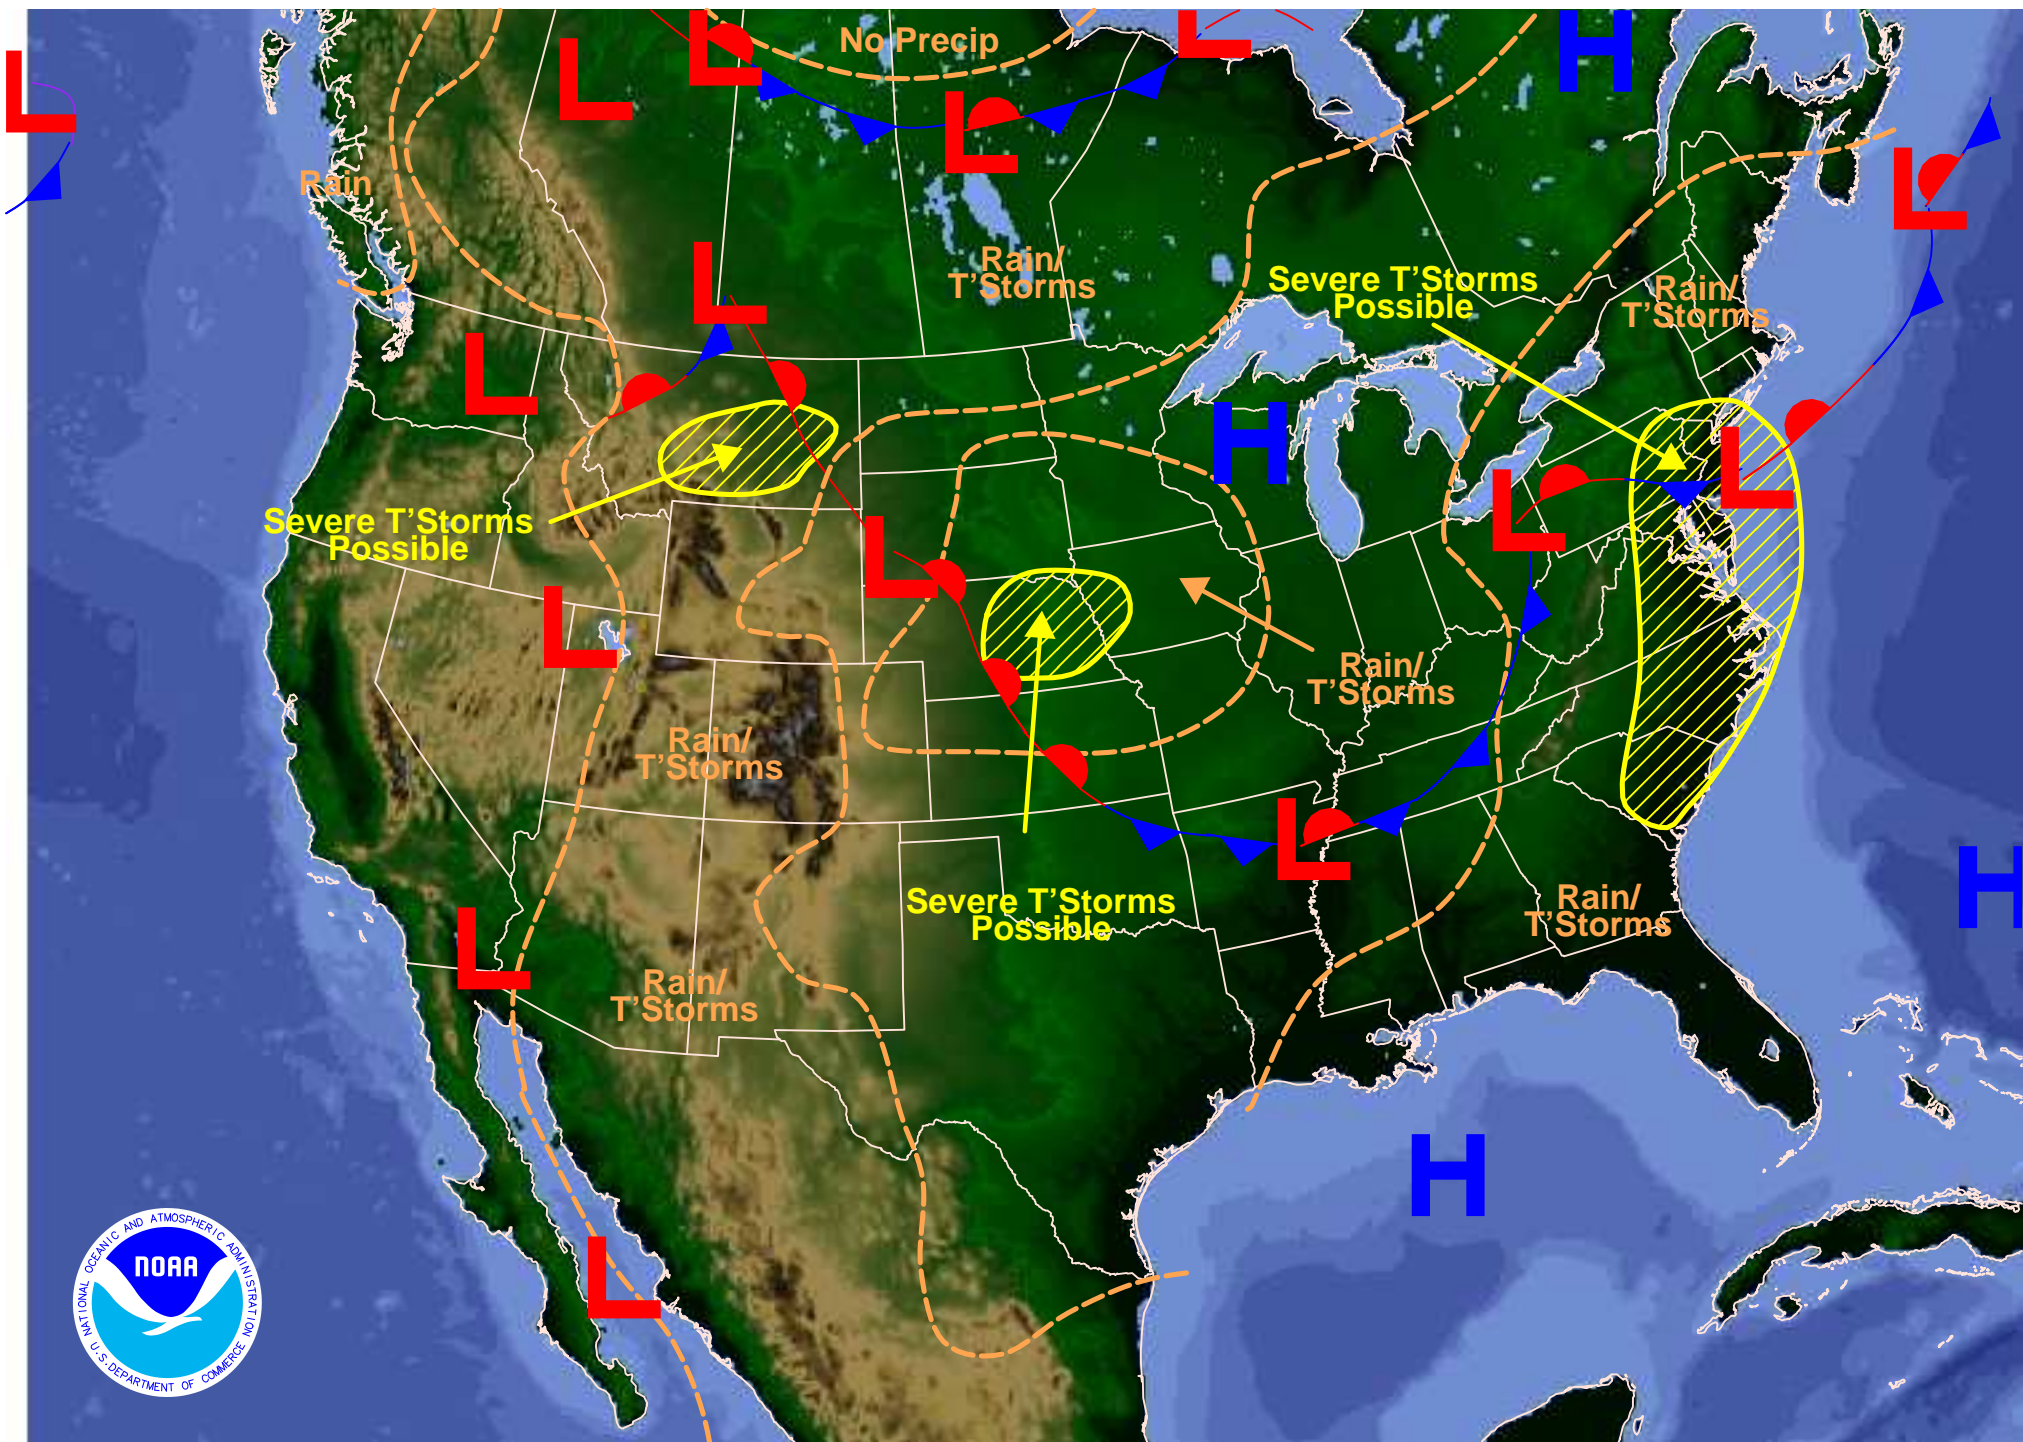 No Precip
Rain
Rain/
T'Storms
Severe T'Storms
Possible
Rain/
T'Storms
Severe T'Storms
Possible
Rain/
T'Storms
Rain/
T'Storms
Severe T'Storms
Possible
Rain/
T'Storms
Rain/
T'Storms
L
L
L
L
H
L
L
L
L
L
H
L
L
L
L
L
L
H
L
H
L
NATIONAL OCEANIC AND ATMOSPHERIC ADMINISTRATION
NOAA
U.S. DEPARTMENT OF COMMERCE